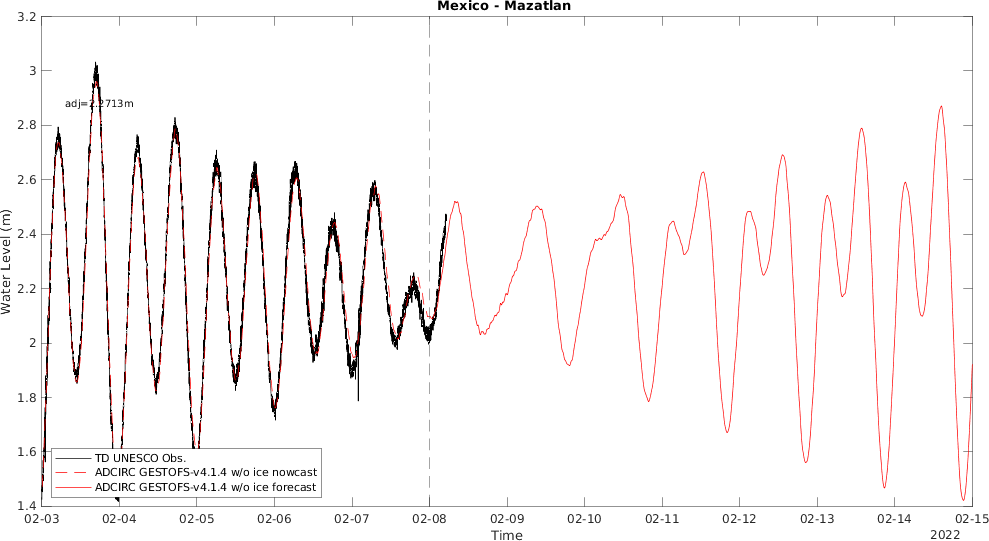 Mexico - Mazatlan
Water Level (m)
3.2
3
2.8
2.6
2.4
2.2
2
1.8
1.6
1.4
adj=2.2713m
TD UNESCO Obs.
ADCIRC GESTOFS-v4.1.4 w/o ice nowcast
ADCIRC GESTOFS-v4.1.4 w/o ice forecast
02-03 02-04 02-05 02-06 02-07 02-08 02-09 02-10 02-11 02-12 02-13 02-14 02-15
Time
2022